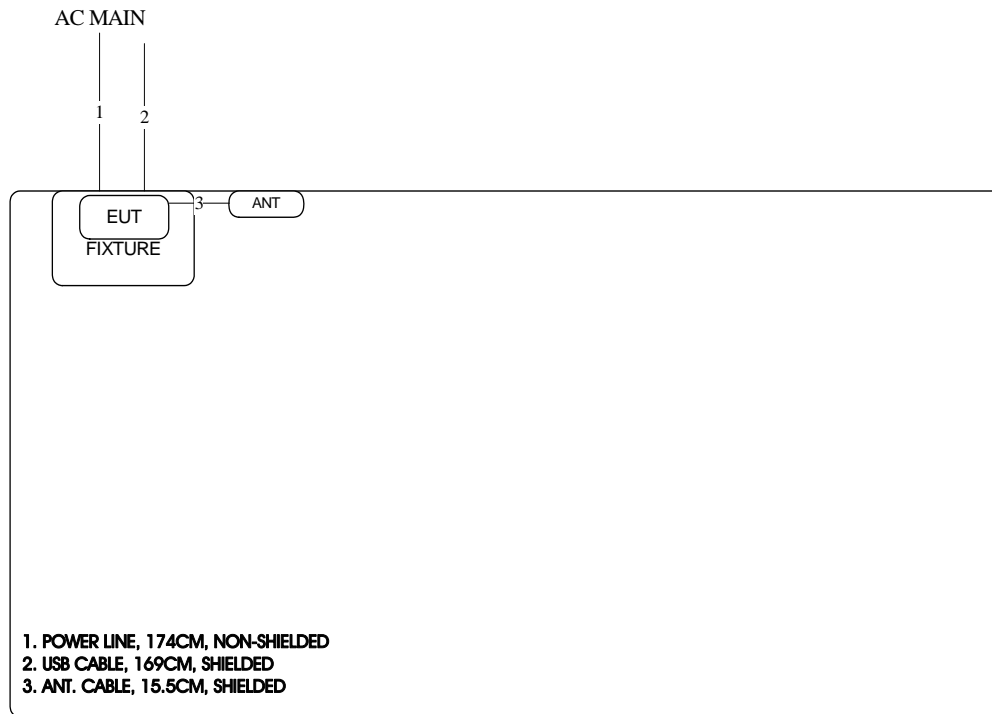 AC MAIN
1
2
3
ANT
EUT
FIXTURE
1. POWER LINE, 174CM, NON-SHIELDED
2. USB CABLE, 169CM, SHIELDED
3. ANT. CABLE, 15.5CM, SHIELDED